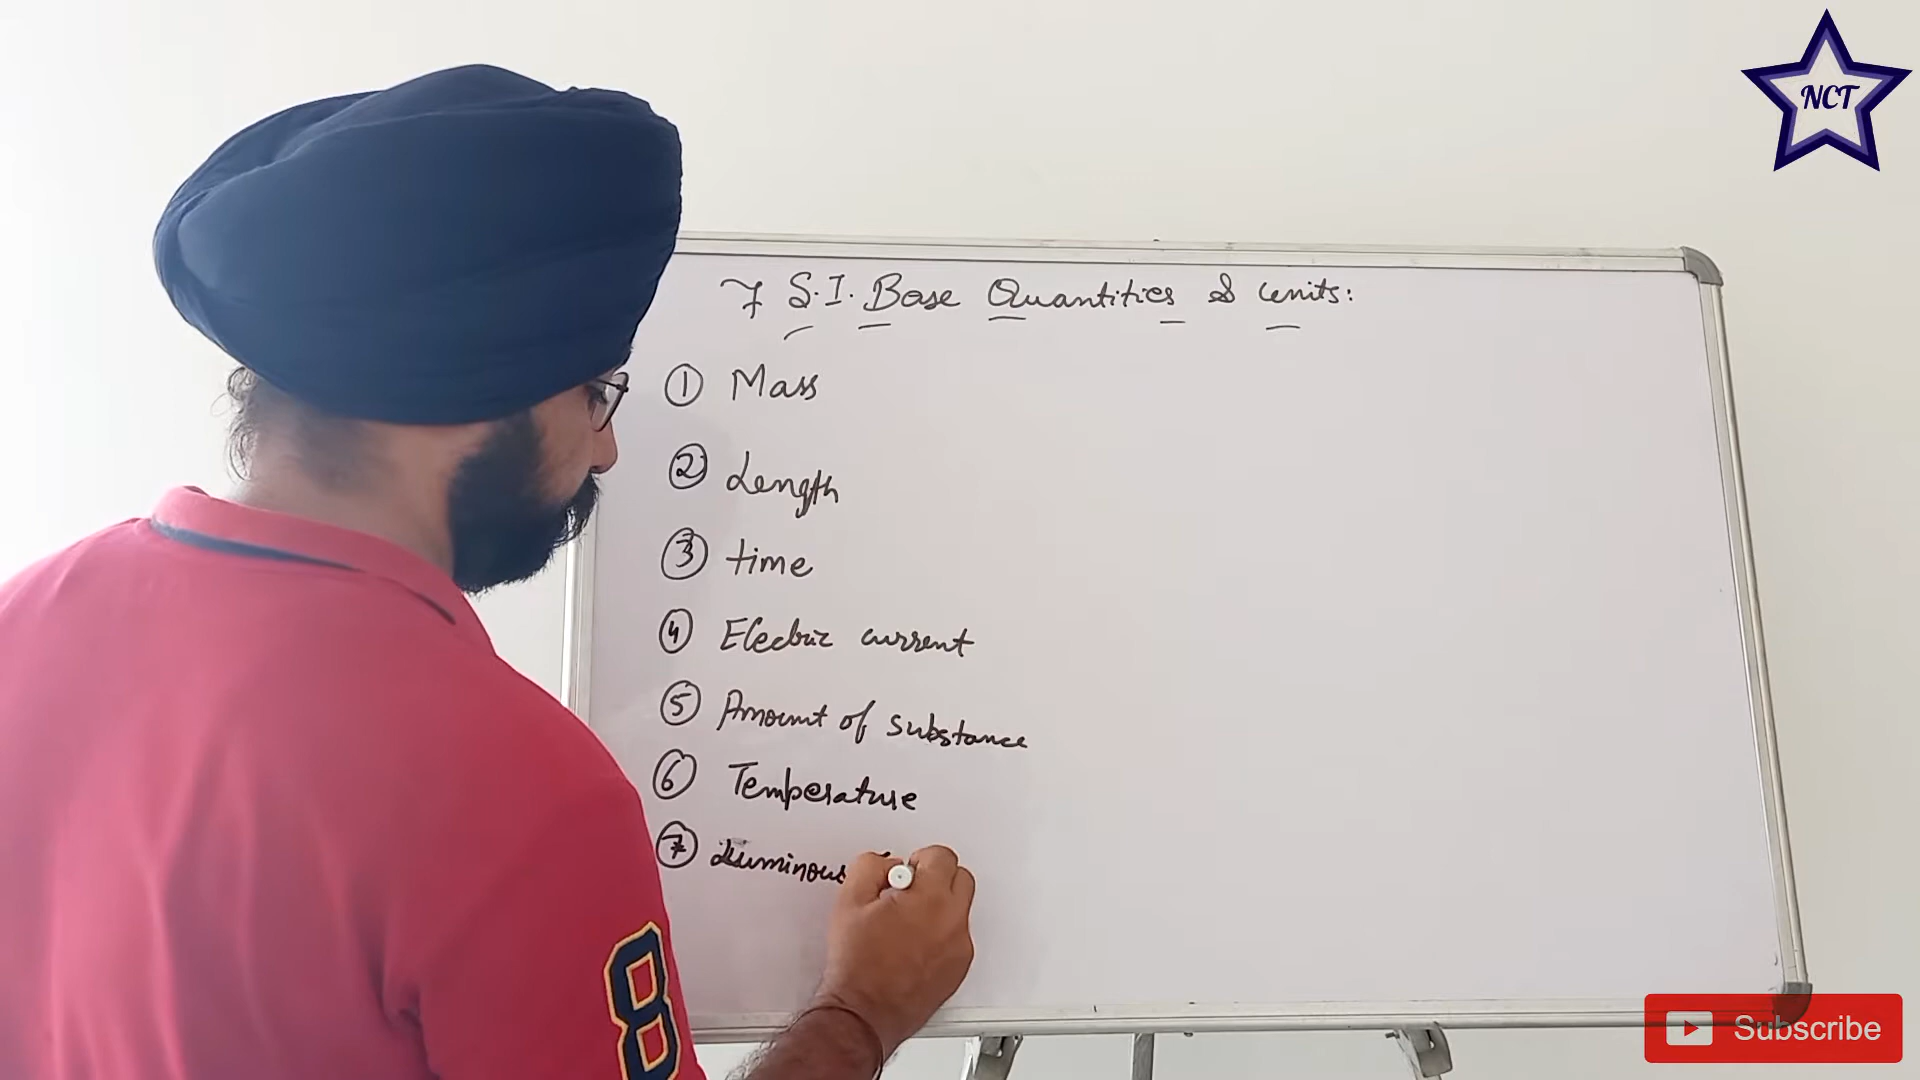 NCT
7 S.I. Base Quantities & Units:
① Mass
② Length
③ time
④ Electric current
⑤ Amount of substance
⑥ Temperature
⑦ Luminous
8
Subscribe